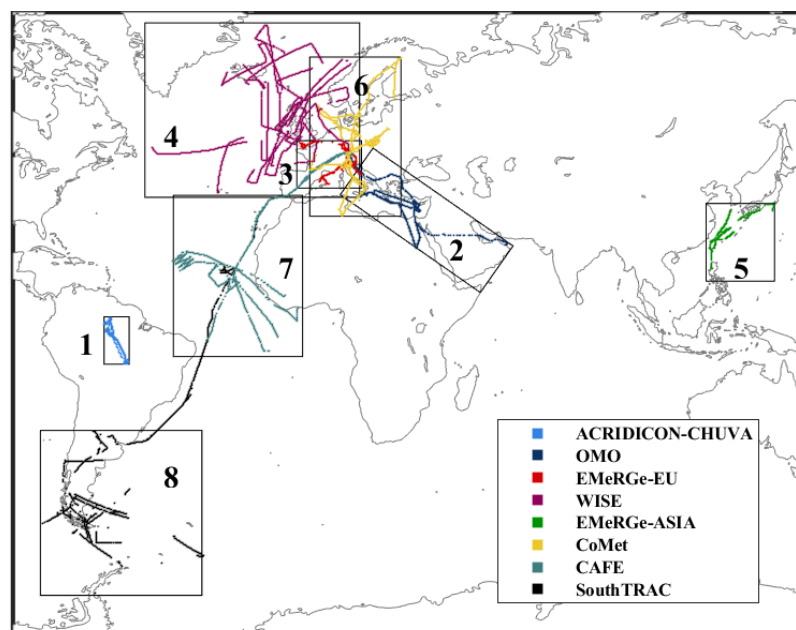 6
4
3
2
5
7
1
8
ACRIDICON-CHUVA
OMO
EMeRGe-EU
WISE
EMeRGe-ASIA
CoMet
CAFE
SouthTRAC